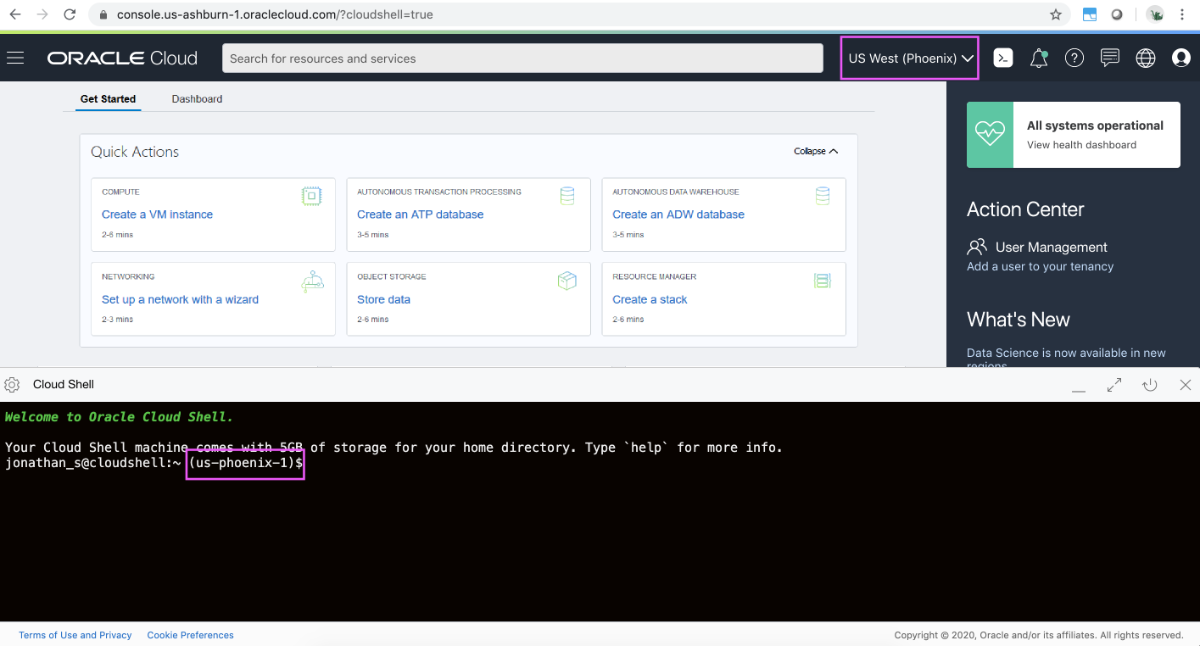 console.us-ashburn-1.oraclecloud.com/?cloudshell=true
ORACLE Cloud
Search for resources and services
US West (Phoenix)
Get Started
Dashboard
Quick Actions
Collapse
COMPUTE
Create a VM instance
2-6 mins
AUTONOMOUS TRANSACTION PROCESSING
Create an ATP database
3-5 mins
AUTONOMOUS DATA WAREHOUSE
Create an ADW database
3-5 mins
NETWORKING
Set up a network with a wizard
2-3 mins
OBJECT STORAGE
Store data
2-6 mins
RESOURCE MANAGER
Create a stack
2-6 mins
All systems operational
View health dashboard
Action Center
User Management
Add a user to your tenancy
What's New
Data Science is now available in new
regions
Cloud Shell
Welcome to Oracle Cloud Shell.
Your Cloud Shell machine comes with 5GB of storage for your home directory. Type `help` for more info.
jonathan_s@cloudshell:~ (us-phoenix-1)$
Terms of Use and Privacy
Cookie Preferences
Copyright © 2020, Oracle and/or its affiliates. All rights reserved.